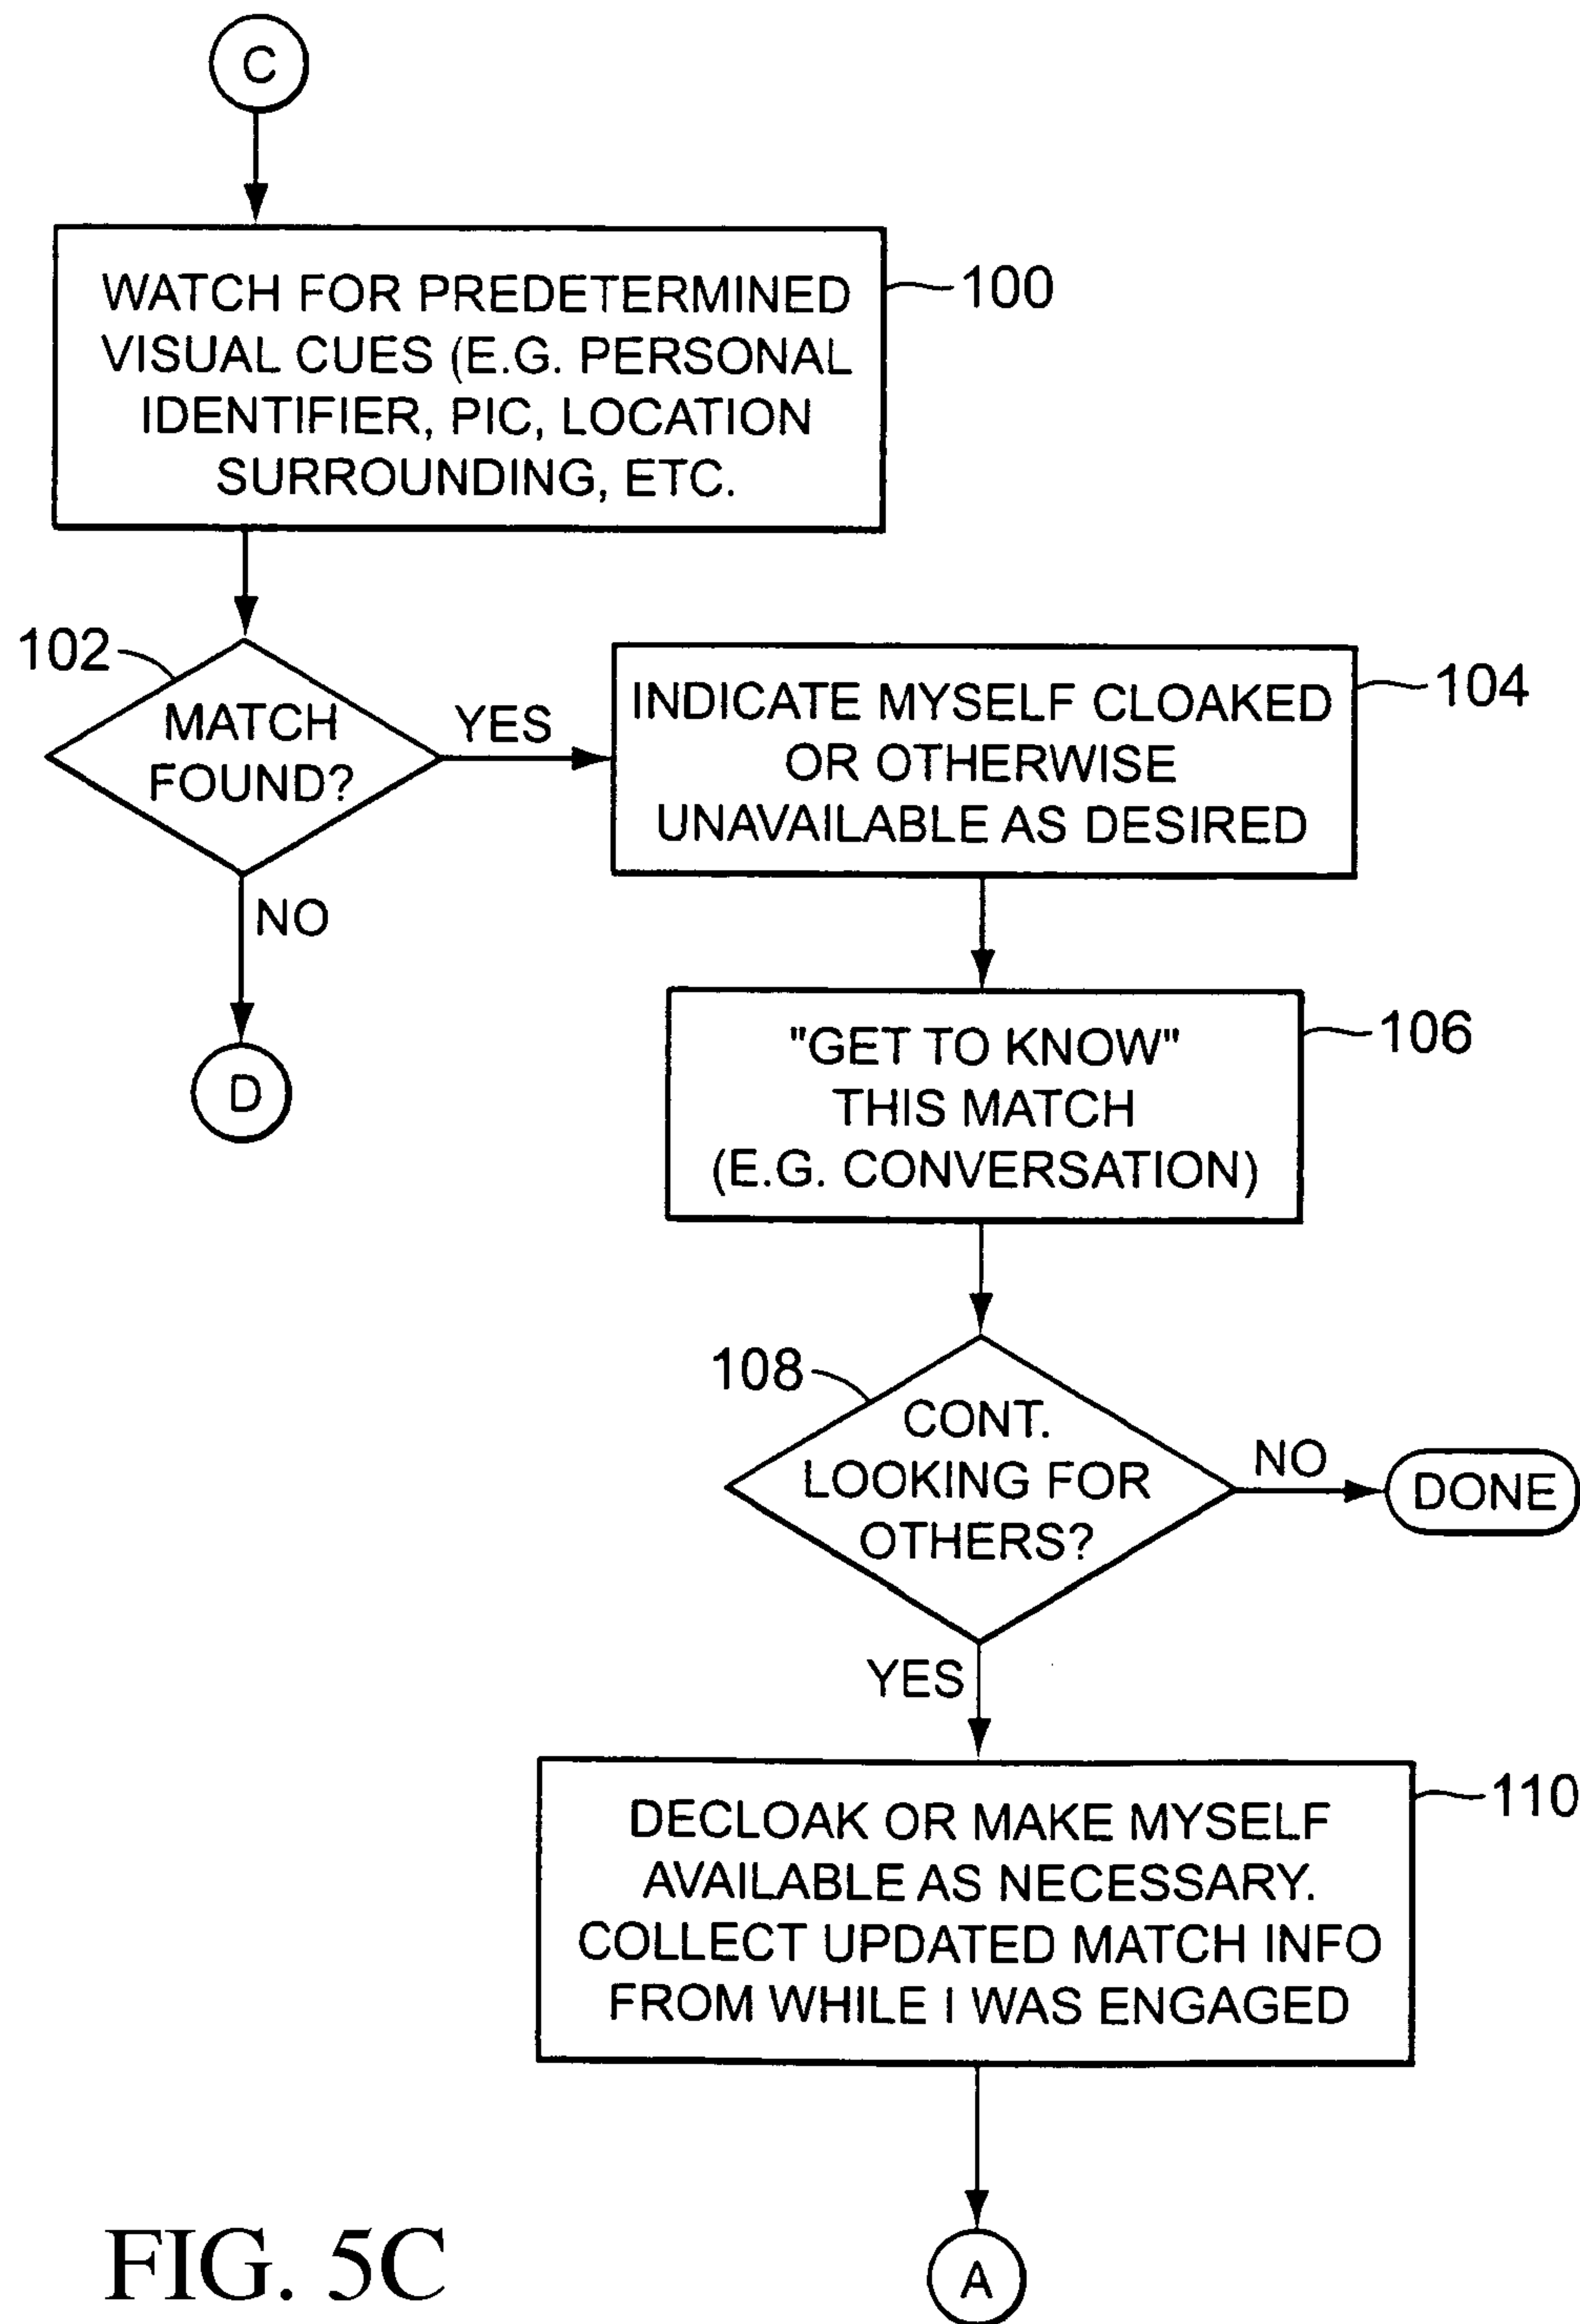 C
WATCH FOR PREDETERMINED
VISUAL CUES (E.G. PERSONAL
IDENTIFIER, PIC, LOCATION
SURROUNDING, ETC.
100
102
MATCH
FOUND?
YES
NO
D
INDICATE MYSELF CLOAKED
OR OTHERWISE
UNAVAILABLE AS DESIRED
104
"GET TO KNOW"
THIS MATCH
(E.G. CONVERSATION)
106
108
CONT.
LOOKING FOR
OTHERS?
NO
DONE
YES
DECLOAK OR MAKE MYSELF
AVAILABLE AS NECESSARY.
COLLECT UPDATED MATCH INFO
FROM WHILE I WAS ENGAGED
110
A
FIG. 5C